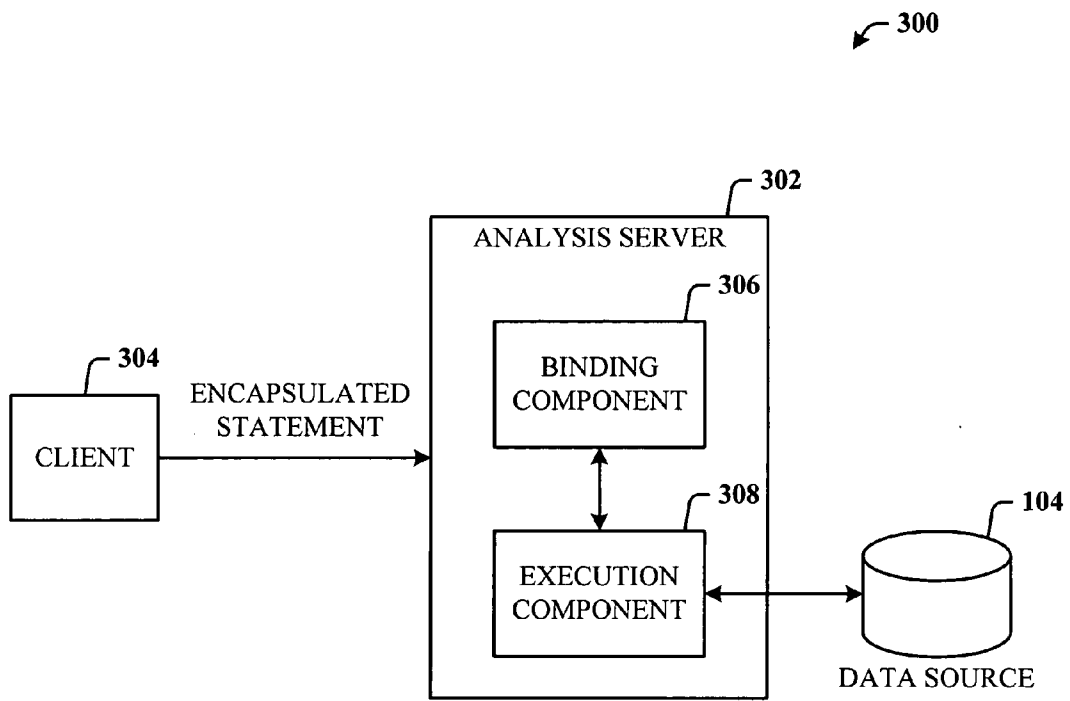 300
302
ANALYSIS SERVER
306
BINDING
COMPONENT
304
CLIENT
ENCAPSULATED
STATEMENT
308
EXECUTION
COMPONENT
104
DATA SOURCE